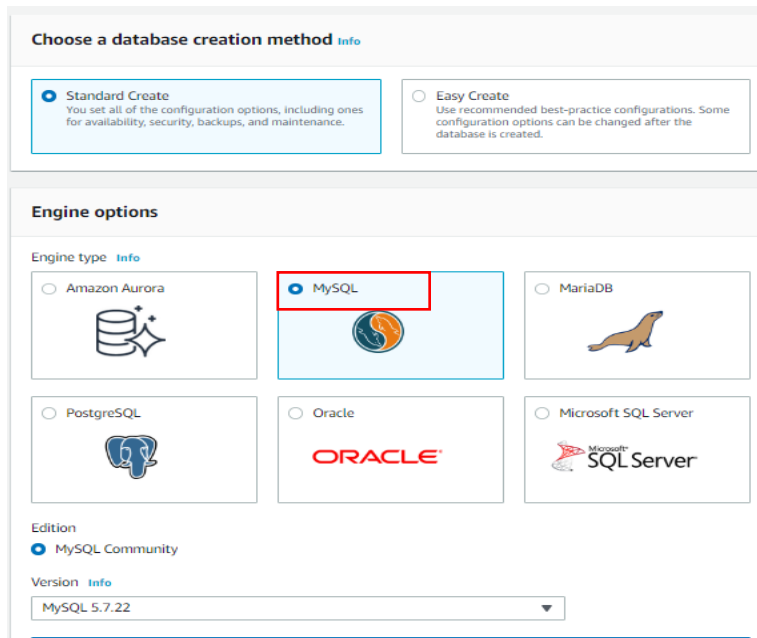 Choose a database creation method Info
Standard Create
You set all of the configuration options, including ones
for availability, security, backups, and maintenance.
Easy Create
Use recommended best-practice configurations. Some
configuration options can be changed after the
database is created.
Engine options
Engine type Info
Amazon Aurora
MySQL
MariaDB
PostgreSQL
Oracle
ORACLE
Microsoft SQL Server
Microsoft
SQL Server
Edition
MySQL Community
Version Info
MySQL 5.7.22